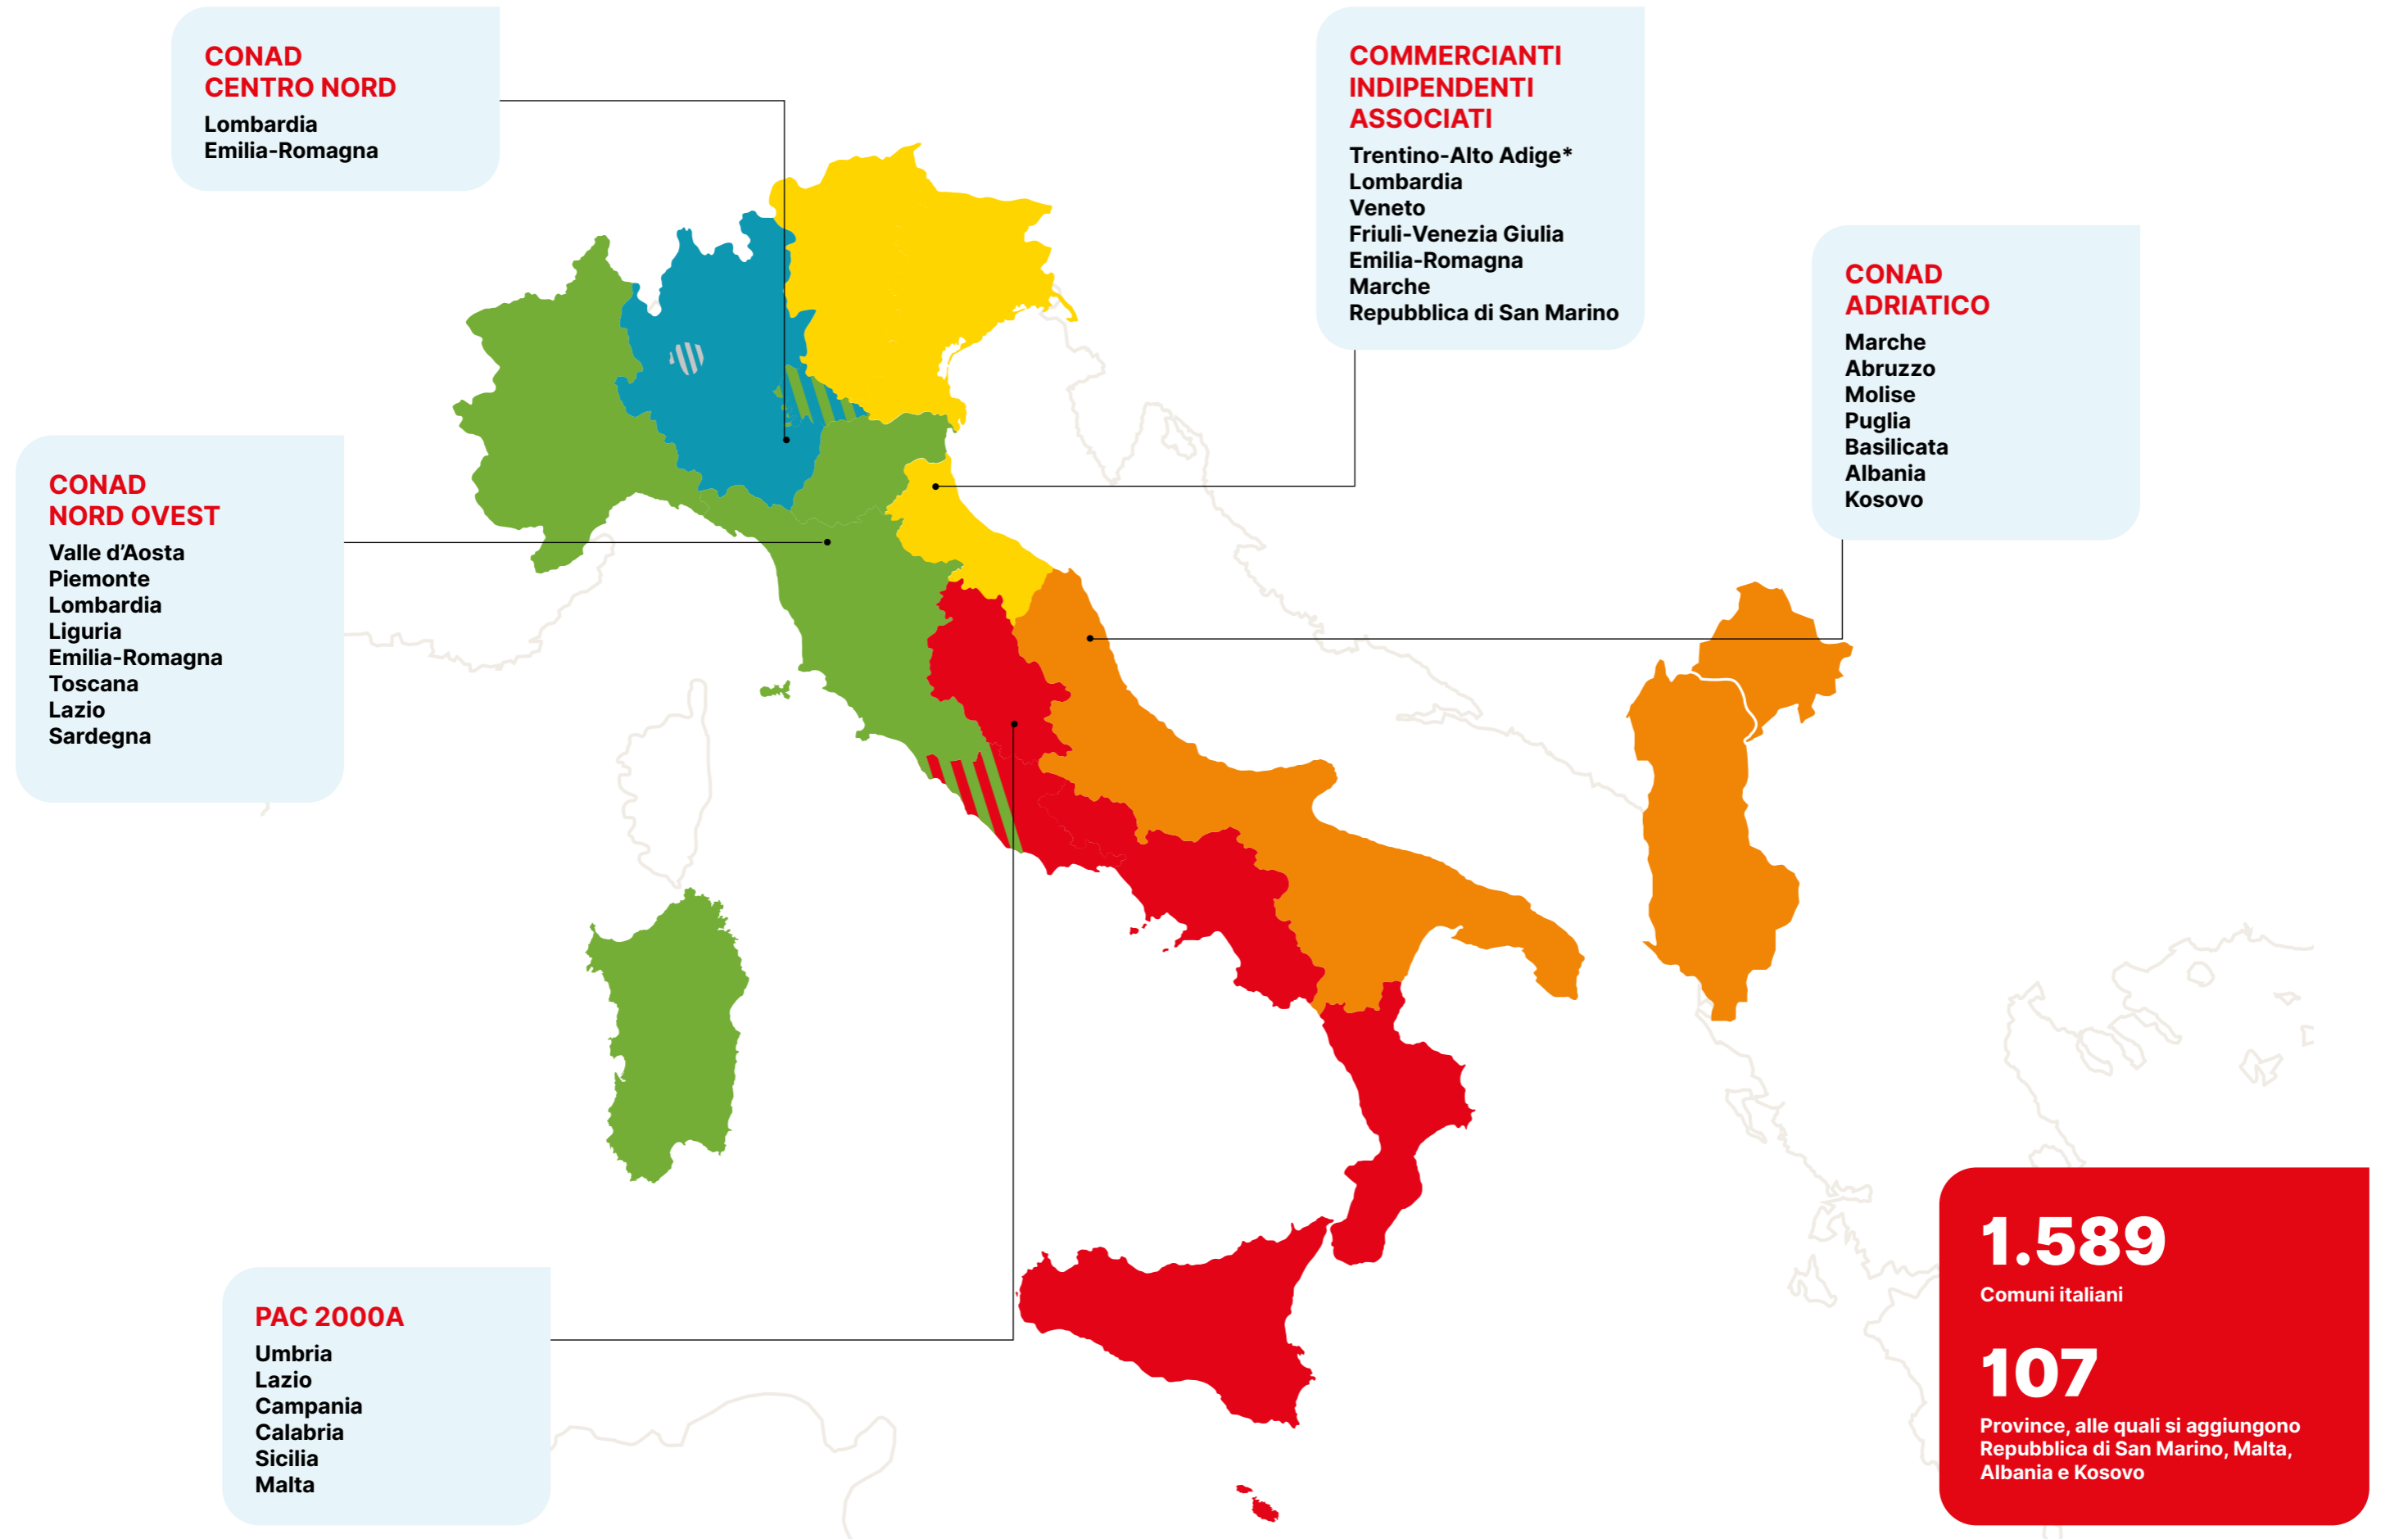 CONAD
CENTRO NORD
Lombardia
Emilia-Romagna
COMMERCIANTI
INDIPENDENTI
ASSOCIATI
Trentino-Alto Adige*
Lombardia
Veneto
Friuli-Venezia Giulia
Emilia-Romagna
Marche
Repubblica di San Marino
CONAD
ADRIATICO
Marche
Abruzzo
Molise
Puglia
Basilicata
Albania
Kosovo
CONAD
NORD OVEST
Valle d’Aosta
Piemonte
Lombardia
Liguria
Emilia-Romagna
Toscana
Lazio
Sardegna
PAC 2000A
Umbria
Lazio
Campania
Calabria
Sicilia
Malta
1.589
Comuni italiani
107
Province, alle quali si aggiungono
Repubblica di San Marino, Malta,
Albania e Kosovo